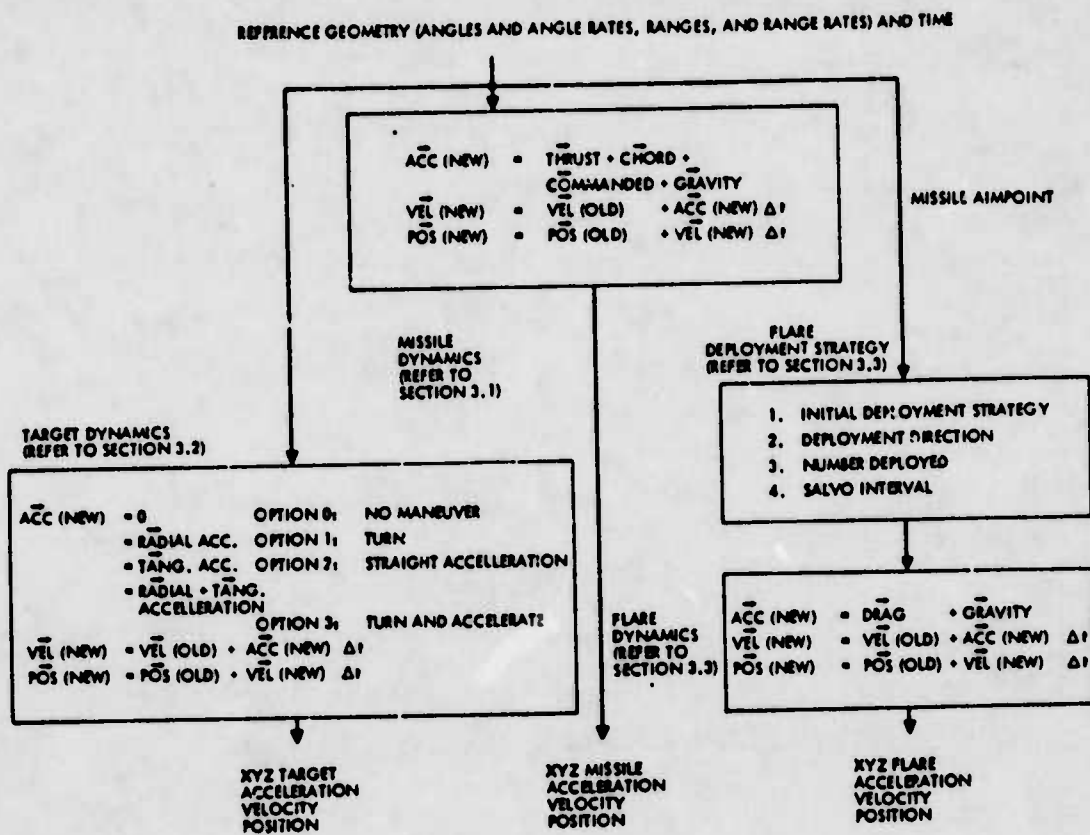 REFRENCE GEOMETRY (ANGLES AND ANGLE RATES, RANGES, AND RANGE RATES) AND TIME
ACC (NEW) = THRUST + CHORD +
COMMANDED + GRAVITY
VEL (NEW) = VEL (OLD) + ACC (NEW) Δt
POS (NEW) = POS (OLD) + VEL (NEW) Δt
MISSILE AIMPOINT
MISSILE
DYNAMICS
(REFER TO
SECTION 3.1)
FLARE
DEPLOYMENT STRATEGY
(REFER TO SECTION 3.3)
1. INITIAL DEPLOYMENT STRATEGY
2. DEPLOYMENT DIRECTION
3. NUMBER DEPLOYED
4. SALVO INTERVAL
TARGET DYNAMICS
(REFER TO SECTION 3.2)
ACC (NEW) = 0 OPTION 0: NO MANEUVER
= RADIAL ACC. OPTION 1: TURN
= TANG. ACC. OPTION 2: STRAIGHT ACCELLERATION
= RADIAL + TANG.
ACCELLERATION
OPTION 3: TURN AND ACCELERATE
VEL (NEW) = VEL (OLD) + ACC (NEW) Δt
POS (NEW) = POS (OLD) + VEL (NEW) Δt
FLARE
DYNAMICS
(REFER TO
SECTION 3.3)
ACC (NEW) = DRAG + GRAVITY
VEL (NEW) = VEL (OLD) + ACC (NEW) Δt
POS (NEW) = POS (OLD) + VEL (NEW) Δt
XYZ TARGET
ACCELERATION
VELOCITY
POSITION
XYZ MISSILE
ACCELERATION
VELOCITY
POSITION
XYZ FLARE
ACCELERATION
VELOCITY
POSITION